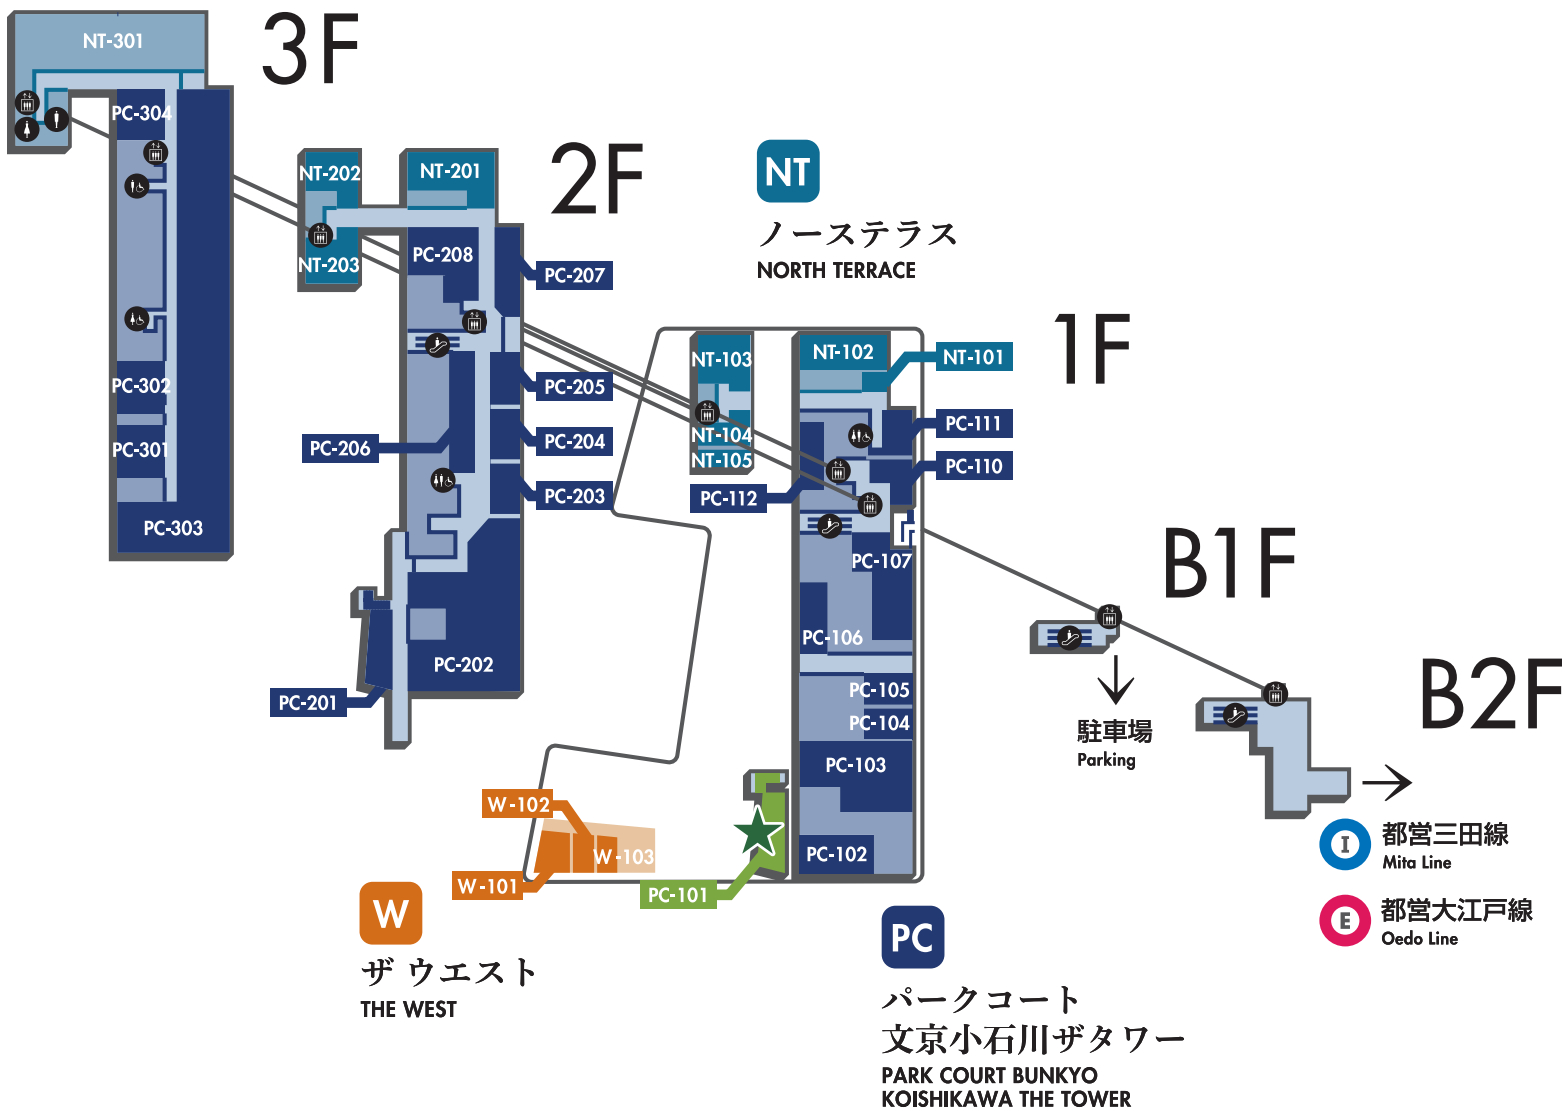 3F
NT-301
PC-304
PC-302
PC-301
PC-303
2F
NT-202
NT-201
NT-203
PC-208
PC-207
PC-205
PC-206
PC-204
PC-203
PC-202
PC-201
NT
ノーステラス
NORTH TERRACE
1F
NT-103
NT-102
NT-101
NT-104
NT-105
PC-111
PC-110
PC-112
PC-107
PC-106
PC-105
PC-104
PC-103
PC-102
PC-101
W-102
W-103
W-101
W
ザ ウエスト
THE WEST
PC
パークコート
文京小石川ザタワー
PARK COURT BUNKYO
KOISHIKAWA THE TOWER
B1F
駐車場
Parking
B2F
I
都営三田線
Mita Line
E
都営大江戸線
Oedo Line